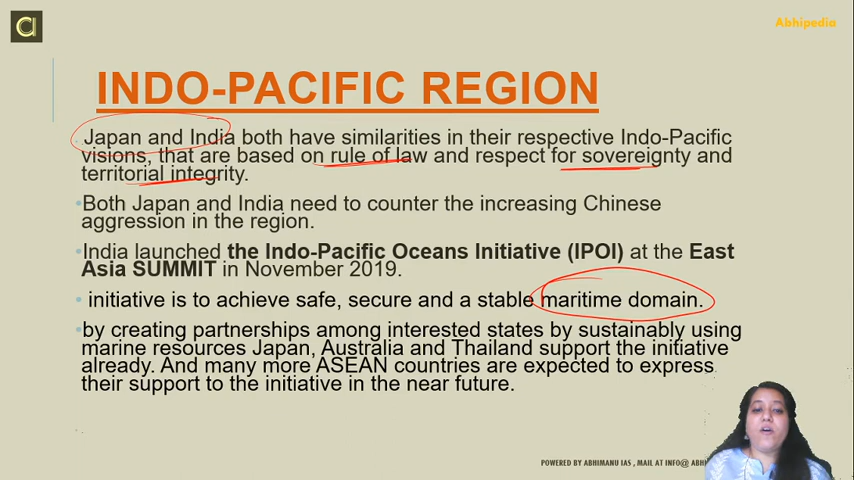 Abhipedia
INDO-PACIFIC REGION
Japan and India both have similarities in their respective Indo-Pacific
visions, that are based on rule of law and respect for sovereignty and
territorial integrity.
•Both Japan and India need to counter the increasing Chinese
aggression in the region.
•India launched the Indo-Pacific Oceans Initiative (IPOI) at the East
Asia SUMMIT in November 2019.
• initiative is to achieve safe, secure and a stable maritime domain.
•by creating partnerships among interested states by sustainably using
marine resources Japan, Australia and Thailand support the initiative
already. And many more ASEAN countries are expected to express
their support to the initiative in the near future.
POWERED BY ABHIMANU IAS , MAIL AT INFO@ ABH